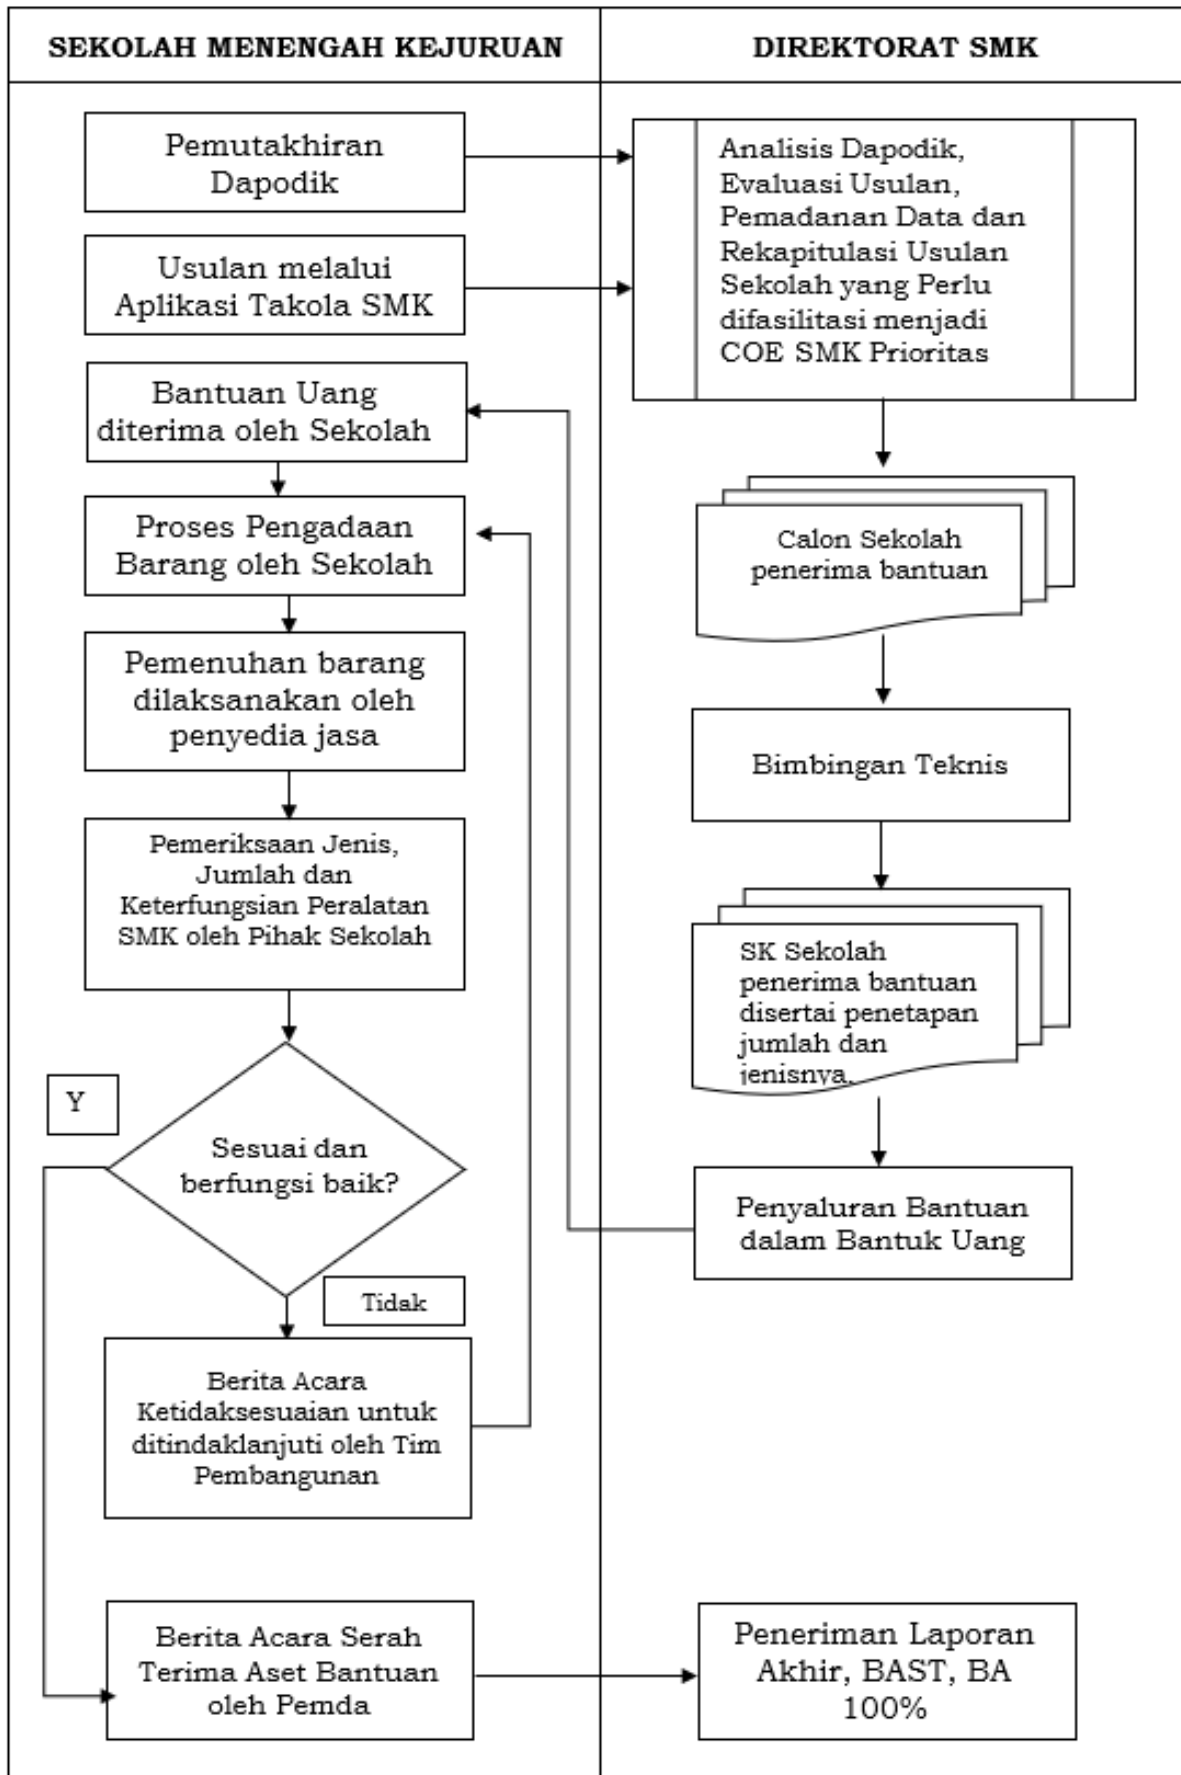 SEKOLAH MENENGAH KEJURUAN
DIREKTORAT SMK
Pemutakhiran
Dapodik
Usulan melalui
Aplikasi Takola SMK
Analisis Dapodik,
Evaluasi Usulan,
Pemadanan Data dan
Rekapitulasi Usulan
Sekolah yang Perlu
difasilitasi menjadi
COE SMK Prioritas
Bantuan Uang
diterima oleh Sekolah
Proses Pengadaan
Barang oleh Sekolah
Calon Sekolah
penerima bantuan
Pemenuhan barang
dilaksanakan oleh
penyedia jasa
Bimbingan Teknis
Pemeriksaan Jenis,
Jumlah dan
Keterfungsian Peralatan
SMK oleh Pihak Sekolah
SK Sekolah
penerima bantuan
disertai penetapan
jumlah dan
jenisnya.
Y
Sesuai dan
berfungsi baik?
Penyaluran Bantuan
dalam Bantuk Uang
Tidak
Berita Acara
Ketidaksesuaian untuk
ditindaklanjuti oleh Tim
Pembangunan
Berita Acara Serah
Terima Aset Bantuan
oleh Pemda
Peneriman Laporan
Akhir, BAST, BA
100%